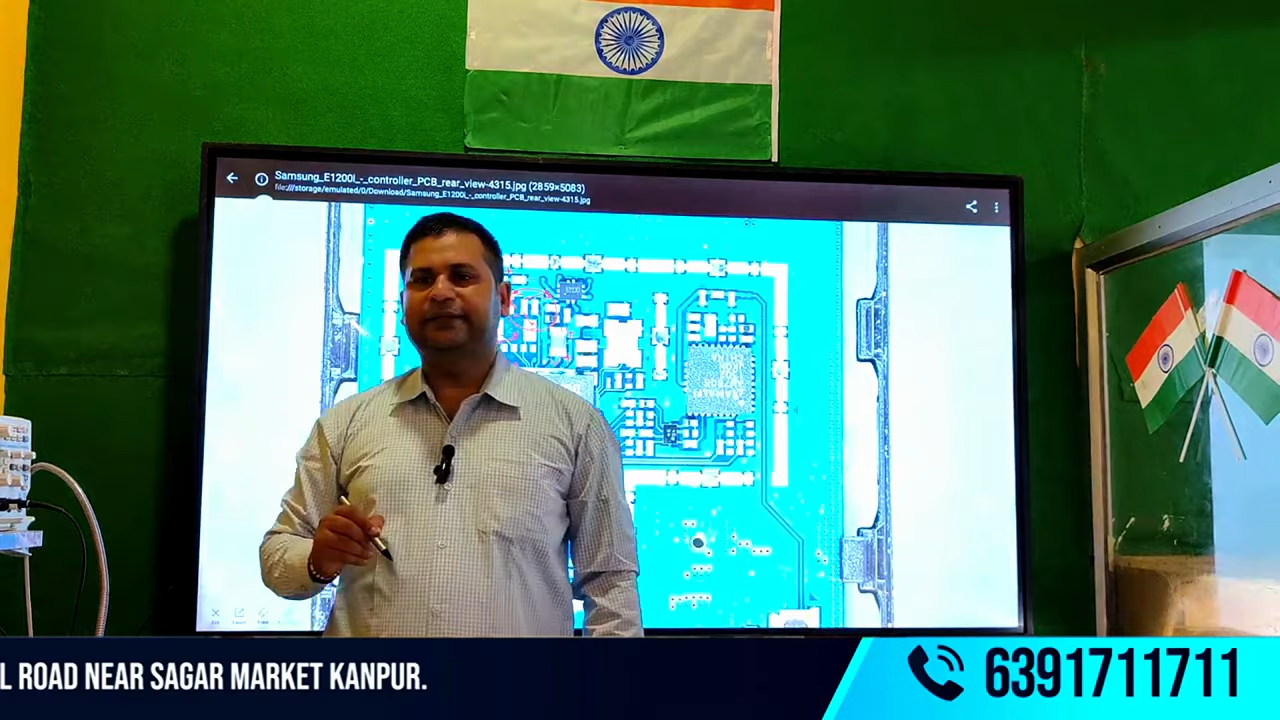 Samsung_E1200I_-_controller_PCB_rear_view-4315.jpg (2859×5083)
file:///storage/emulated/0/Download/Samsung_E1200I_-_controller_PCB_rear_view-4315.jpg
L ROAD NEAR SAGAR MARKET KANPUR.
6391711711